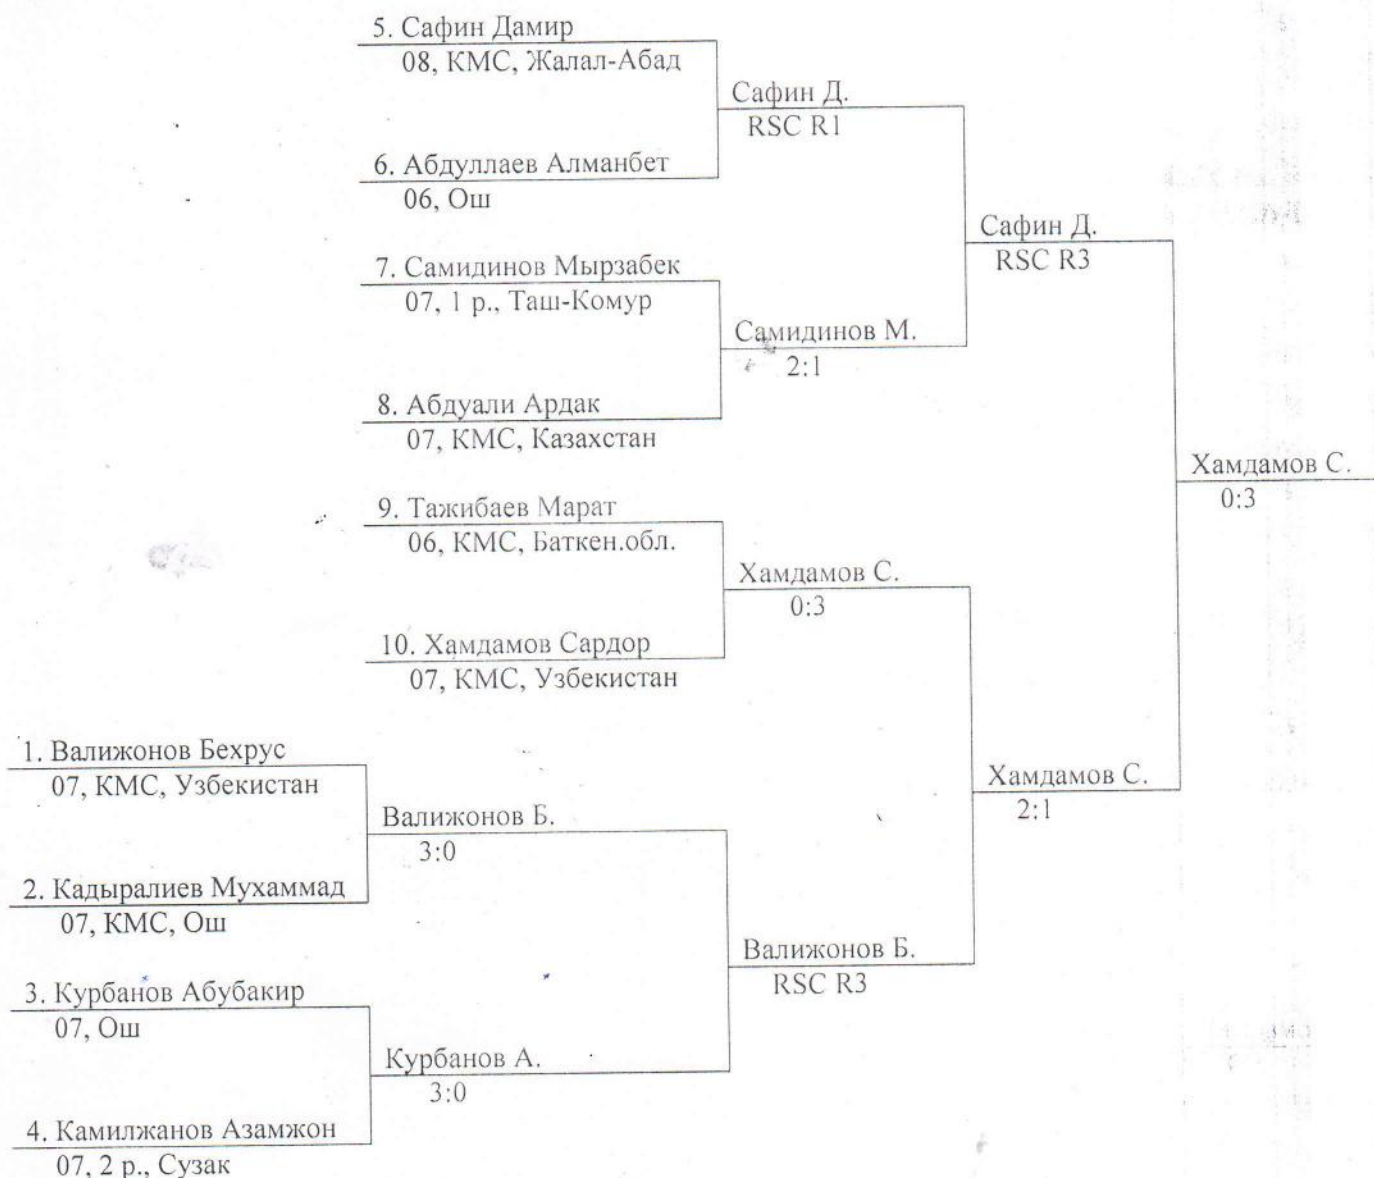 5. Сафин Дамир
08, КМС, Жалал-Абад
Сафин Д.
RSC R1
6. Абдуллаев Алманбет
06, Ош
Сафин Д.
RSC R3
7. Самидинов Мырзабек
07, 1 р., Таш-Комур
Самидинов М.
2:1
8. Абдуали Ардак
07, КМС, Казахстан
Хамдамов С.
0:3
9. Тажибаев Марат
06, КМС, Баткен.обл.
Хамдамов С.
0:3
10. Хамдамов Сардор
07, КМС, Узбекистан
1. Валижонов Бехрус
07, КМС, Узбекистан
Хамдамов С.
2:1
Валижонов Б.
3:0
2. Кадыралиев Мухаммад
07, КМС, Ош
Валижонов Б.
RSC R3
3. Курбанов Абубакир
07, Ош
Курбанов А.
3:0
4. Камилжанов Азамжон
07, 2 р., Сузак